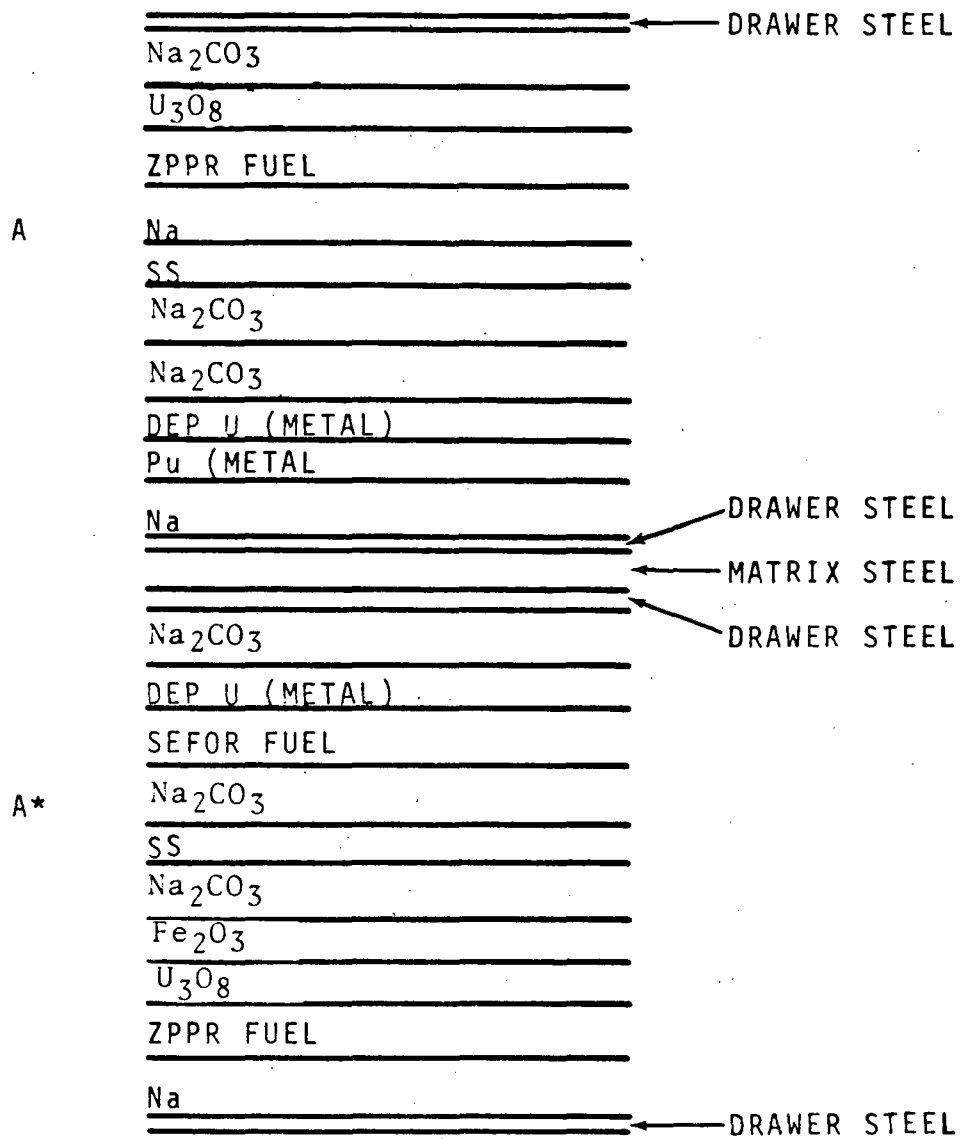 DRAWER STEEL
Na2CO3
U3O8
ZPPR FUEL
A
Na
SS
Na2CO3
Na2CO3
DEP U (METAL)
Pu (METAL
Na
DRAWER STEEL
MATRIX STEEL
DRAWER STEEL
Na2CO3
DEP U (METAL)
SEFOR FUEL
A*
Na2CO3
SS
Na2CO3
Fe2O3
U3O8
ZPPR FUEL
Na
DRAWER STEEL